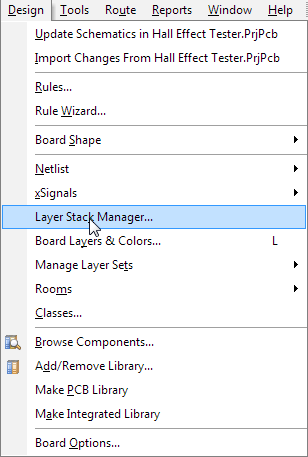 Design Tools Route Reports Window Help
Update Schematics in Hall Effect Tester.PrjPcb
Import Changes From Hall Effect Tester.PrjPcb
Rules...
Rule Wizard...
Board Shape
Netlist
xSignals
Layer Stack Manager...
Board Layers & Colors... L
Manage Layer Sets
Rooms
Classes...
Browse Components...
Add/Remove Library...
Make PCB Library
Make Integrated Library
Board Options...